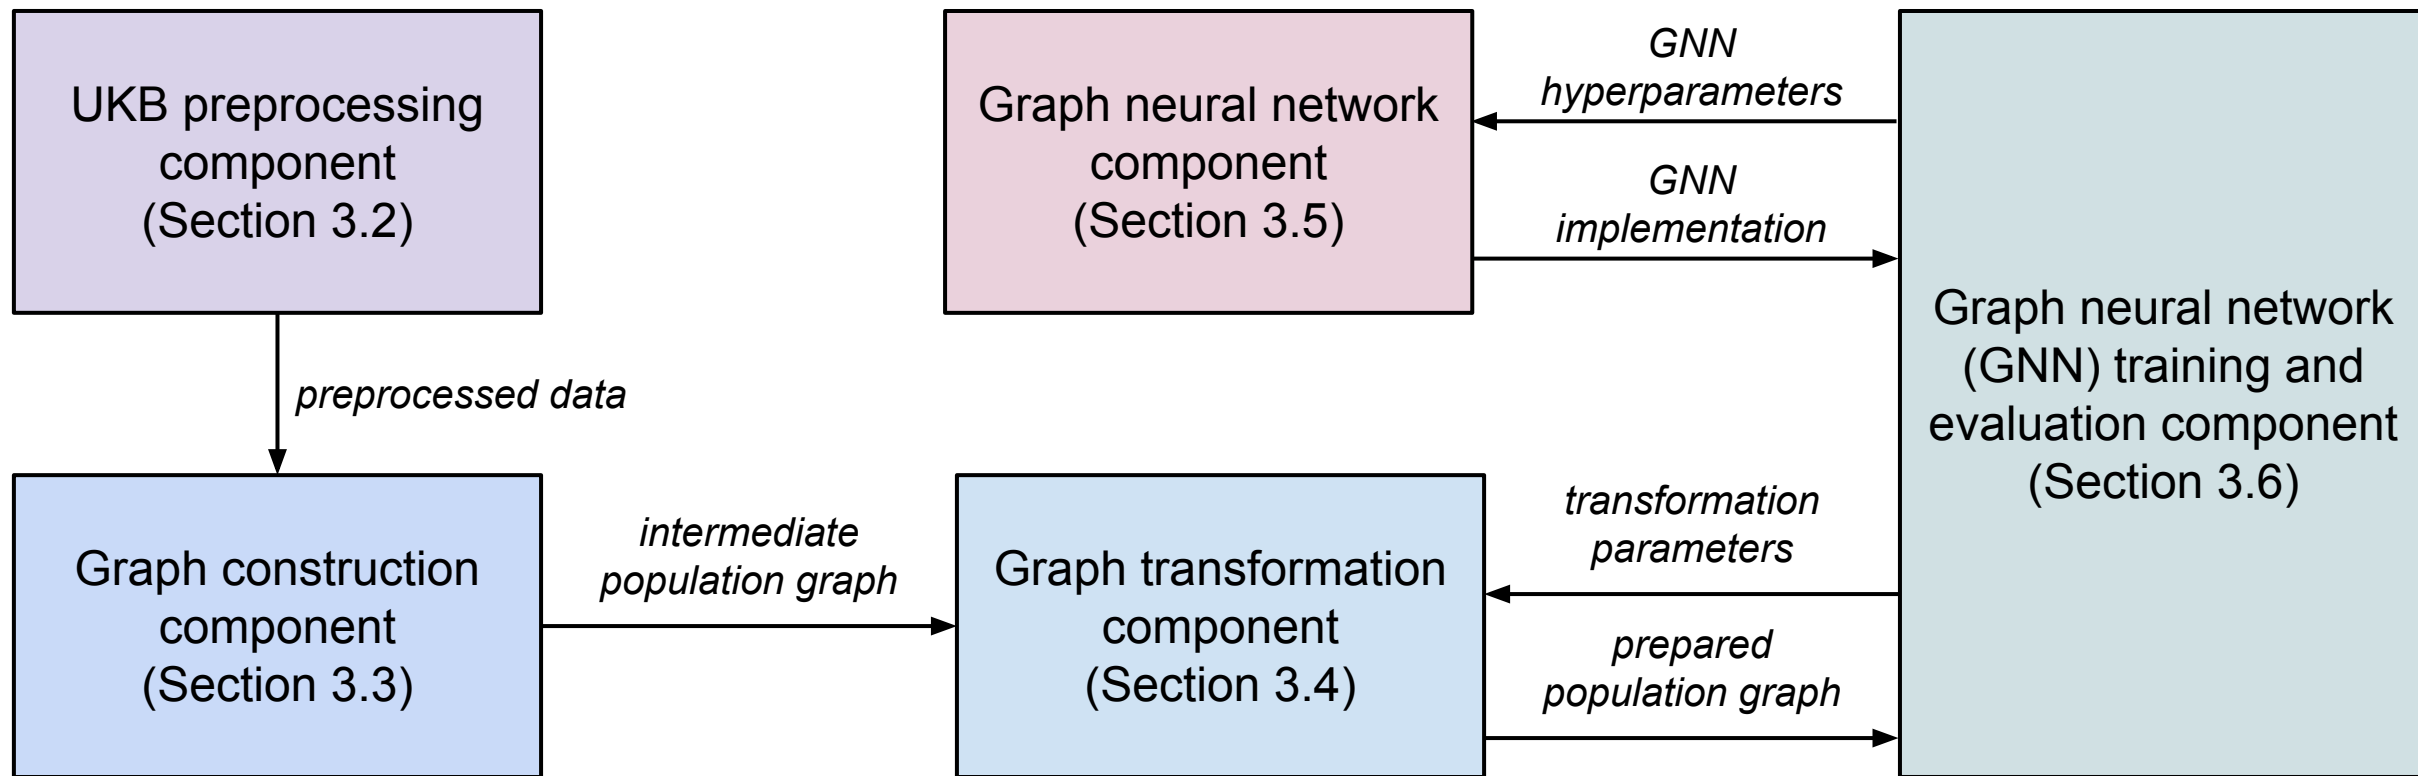 UKB preprocessing
component
(Section 3.2)
Graph neural network
component
(Section 3.5)
GNN
hyperparameters
GNN
implementation
Graph neural network
(GNN) training and
evaluation component
(Section 3.6)
preprocessed data
Graph construction
component
(Section 3.3)
intermediate
population graph
Graph transformation
component
(Section 3.4)
transformation
parameters
prepared
population graph